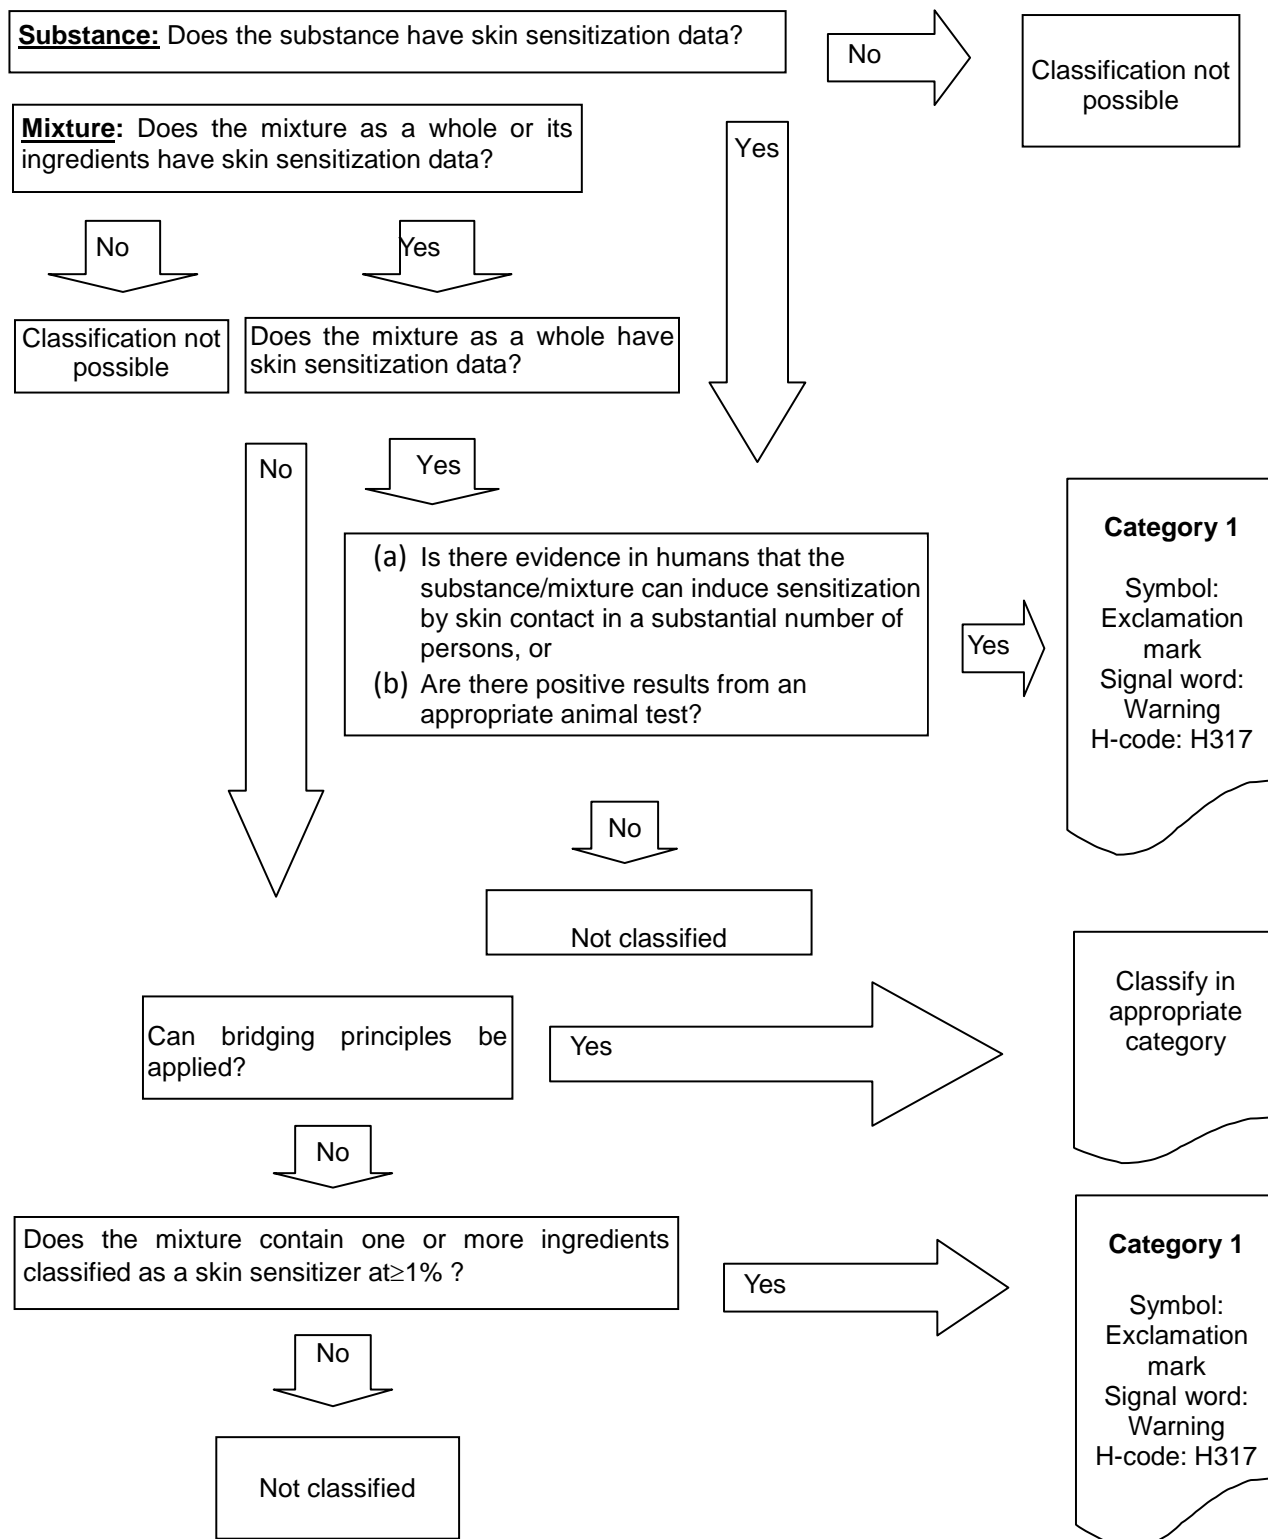 Substance: Does the substance have skin sensitization data?
No
Classification not
possible
Mixture: Does the mixture as a whole or its
ingredients have skin sensitization data?
Yes
No
Yes
Classification not
possible
Does the mixture as a whole have
skin sensitization data?
No
Yes
(a) Is there evidence in humans that the
substance/mixture can induce sensitization
by skin contact in a substantial number of
persons, or
(b) Are there positive results from an
appropriate animal test?
Yes
Category 1
Symbol:
Exclamation
mark
Signal word:
Warning
H-code: H317
No
Not classified
Can bridging principles be
applied?
Yes
Classify in
appropriate
category
No
Does the mixture contain one or more ingredients
classified as a skin sensitizer at≥1% ?
Yes
Category 1
Symbol:
Exclamation
mark
Signal word:
Warning
H-code: H317
No
Not classified